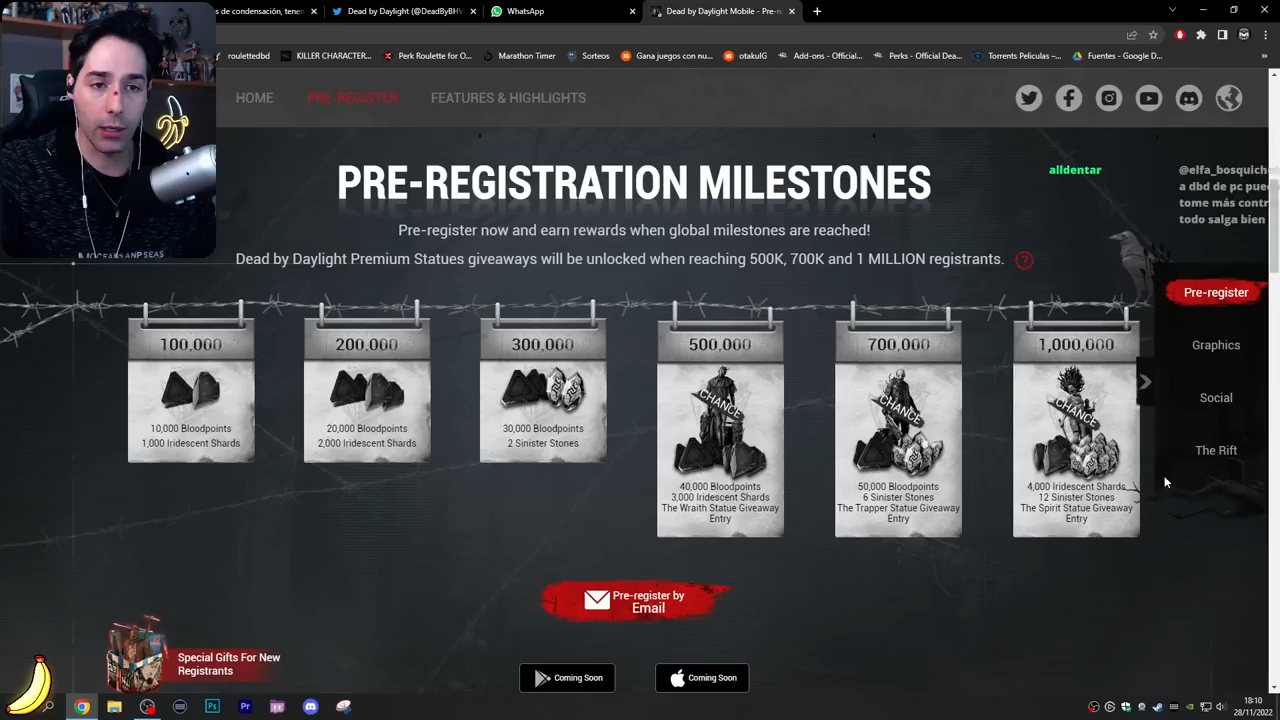 s de condensación, tenen
Dead by Daylight (@DeadByBHV
WhatsApp
Dead by Daylight Mobile - Pre-r
roulettedbd
KILLER CHARACTER...
Perk Roulette for O...
Marathon Timer
Sorteos
Gana juegos con nu...
otakuIG
Add-ons - Official...
Perks - Official Dea...
Torrents Peliculas –...
Fuentes - Google D...
HOME
PRE-REGISTER
FEATURES & HIGHLIGHTS
PRE-REGISTRATION MILESTONES
alldentar
@elfa_bosquiche
a dbd de pc pue
tome más contr
todo salga bien
Pre-register now and earn rewards when global milestones are reached!
Dead by Daylight Premium Statues giveaways will be unlocked when reaching 500K, 700K and 1 MILLION registrants.
?
100,000
10,000 Bloodpoints
1,000 Iridescent Shards
200,000
20,000 Bloodpoints
2,000 Iridescent Shards
300,000
30,000 Bloodpoints
2 Sinister Stones
500,000
CHANCE
40,000 Bloodpoints
3,000 Iridescent Shards
The Wraith Statue Giveaway
Entry
700,000
CHANCE
50,000 Bloodpoints
6 Sinister Stones
The Trapper Statue Giveaway
Entry
1,000,000
CHANCE
4,000 Iridescent Shards
12 Sinister Stones
The Spirit Statue Giveaway
Entry
Pre-register
Graphics
Social
The Rift
Pre-register by
Email
Special Gifts For New
Registrants
Coming Soon
Coming Soon
18:10
28/11/2022